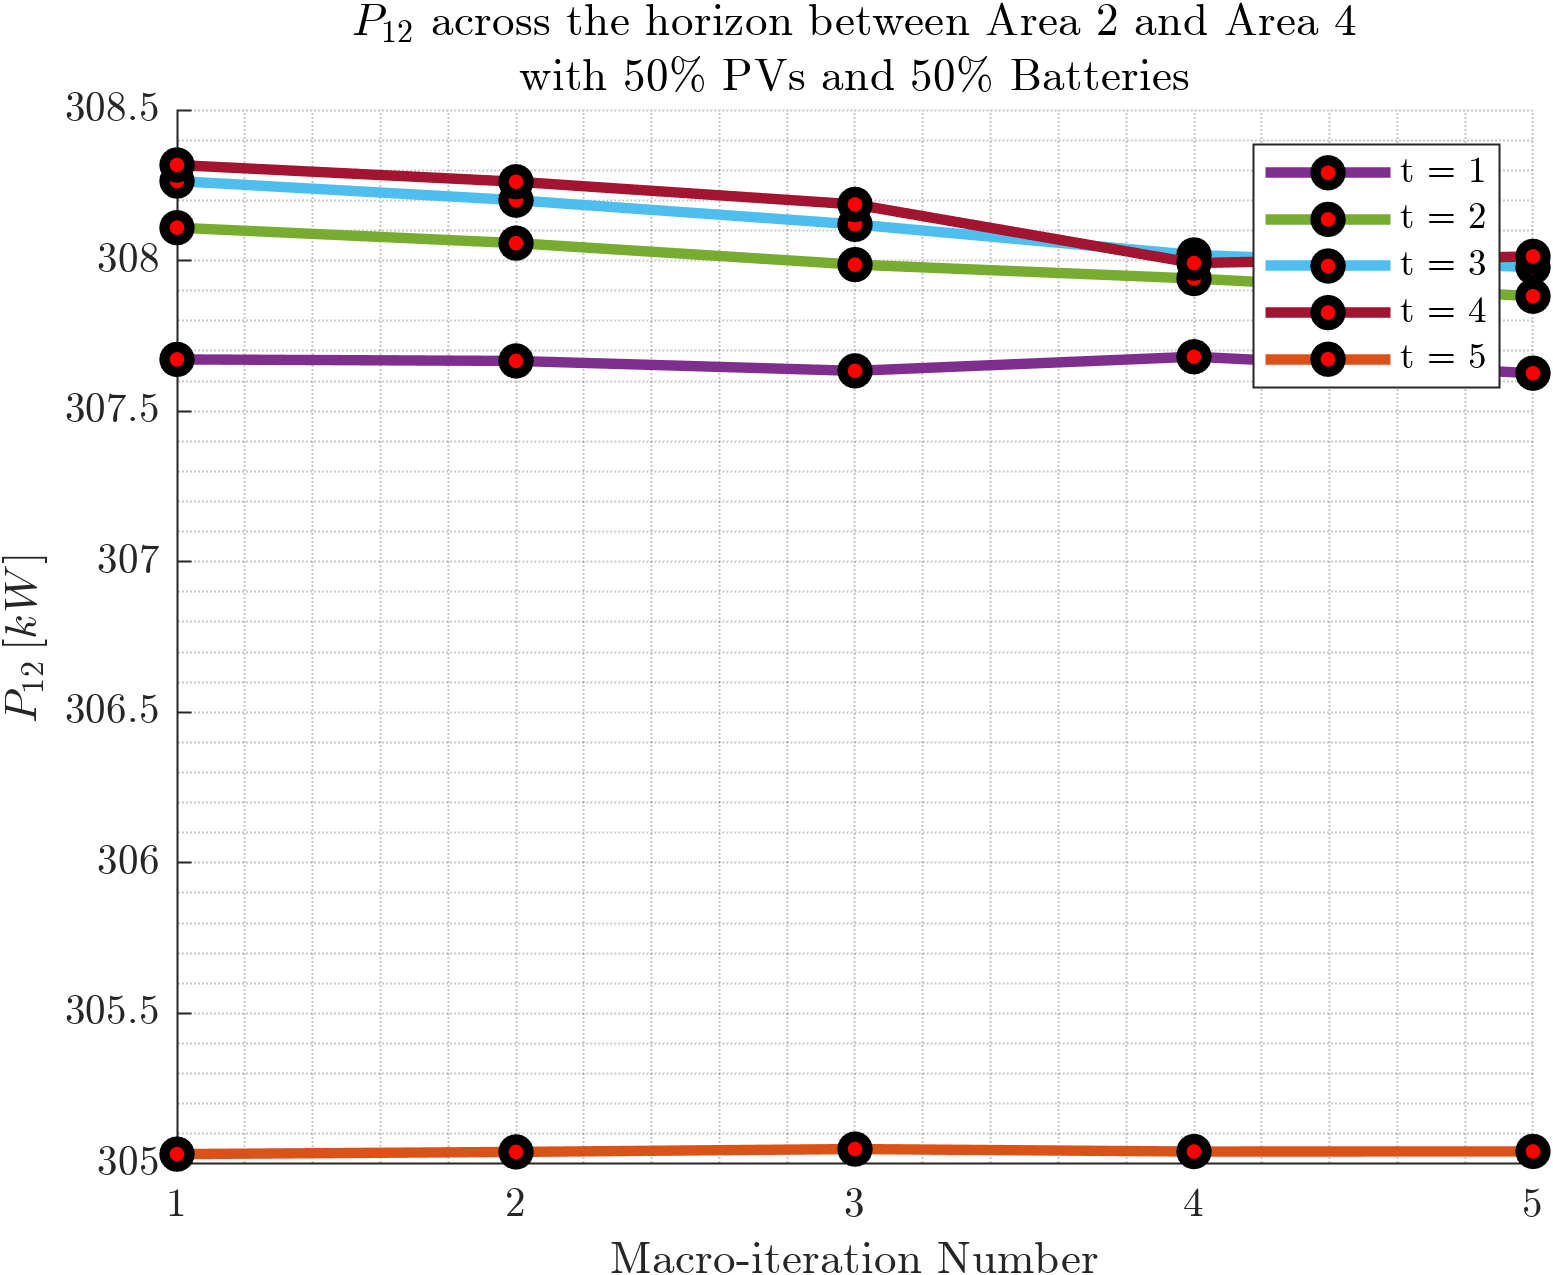 P12 across the horizon between Area 2 and Area 4
with 50% PVs and 50% Batteries
308.5
308
307.5
307
306.5
306
305.5
305
P12 [kW]
t = 1
t = 2
t = 3
t = 4
t = 5
1 2 3 4 5
Macro-iteration Number